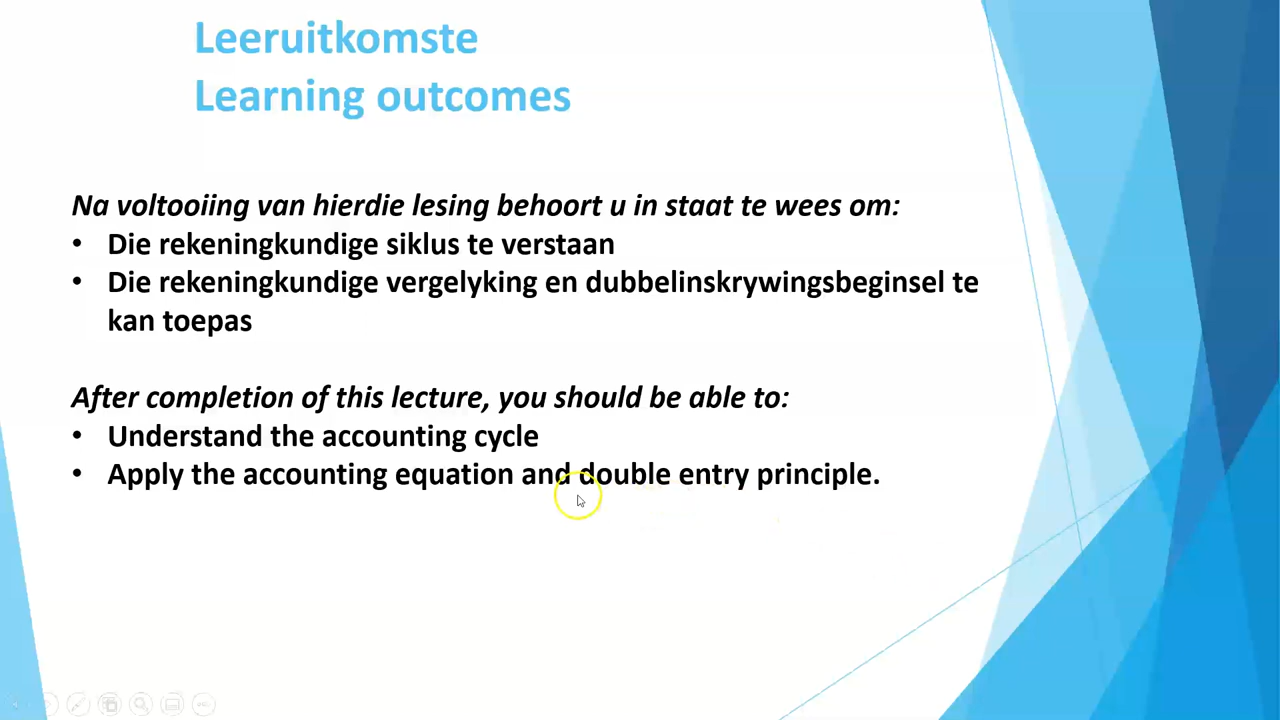 Leeruitkomste
Learning outcomes
Na voltooiing van hierdie lesing behoort u in staat te wees om:
• Die rekeningkundige siklus te verstaan
• Die rekeningkundige vergelyking en dubbelinskrywingsbeginsel te
kan toepas
After completion of this lecture, you should be able to:
• Understand the accounting cycle
• Apply the accounting equation and double entry principle.